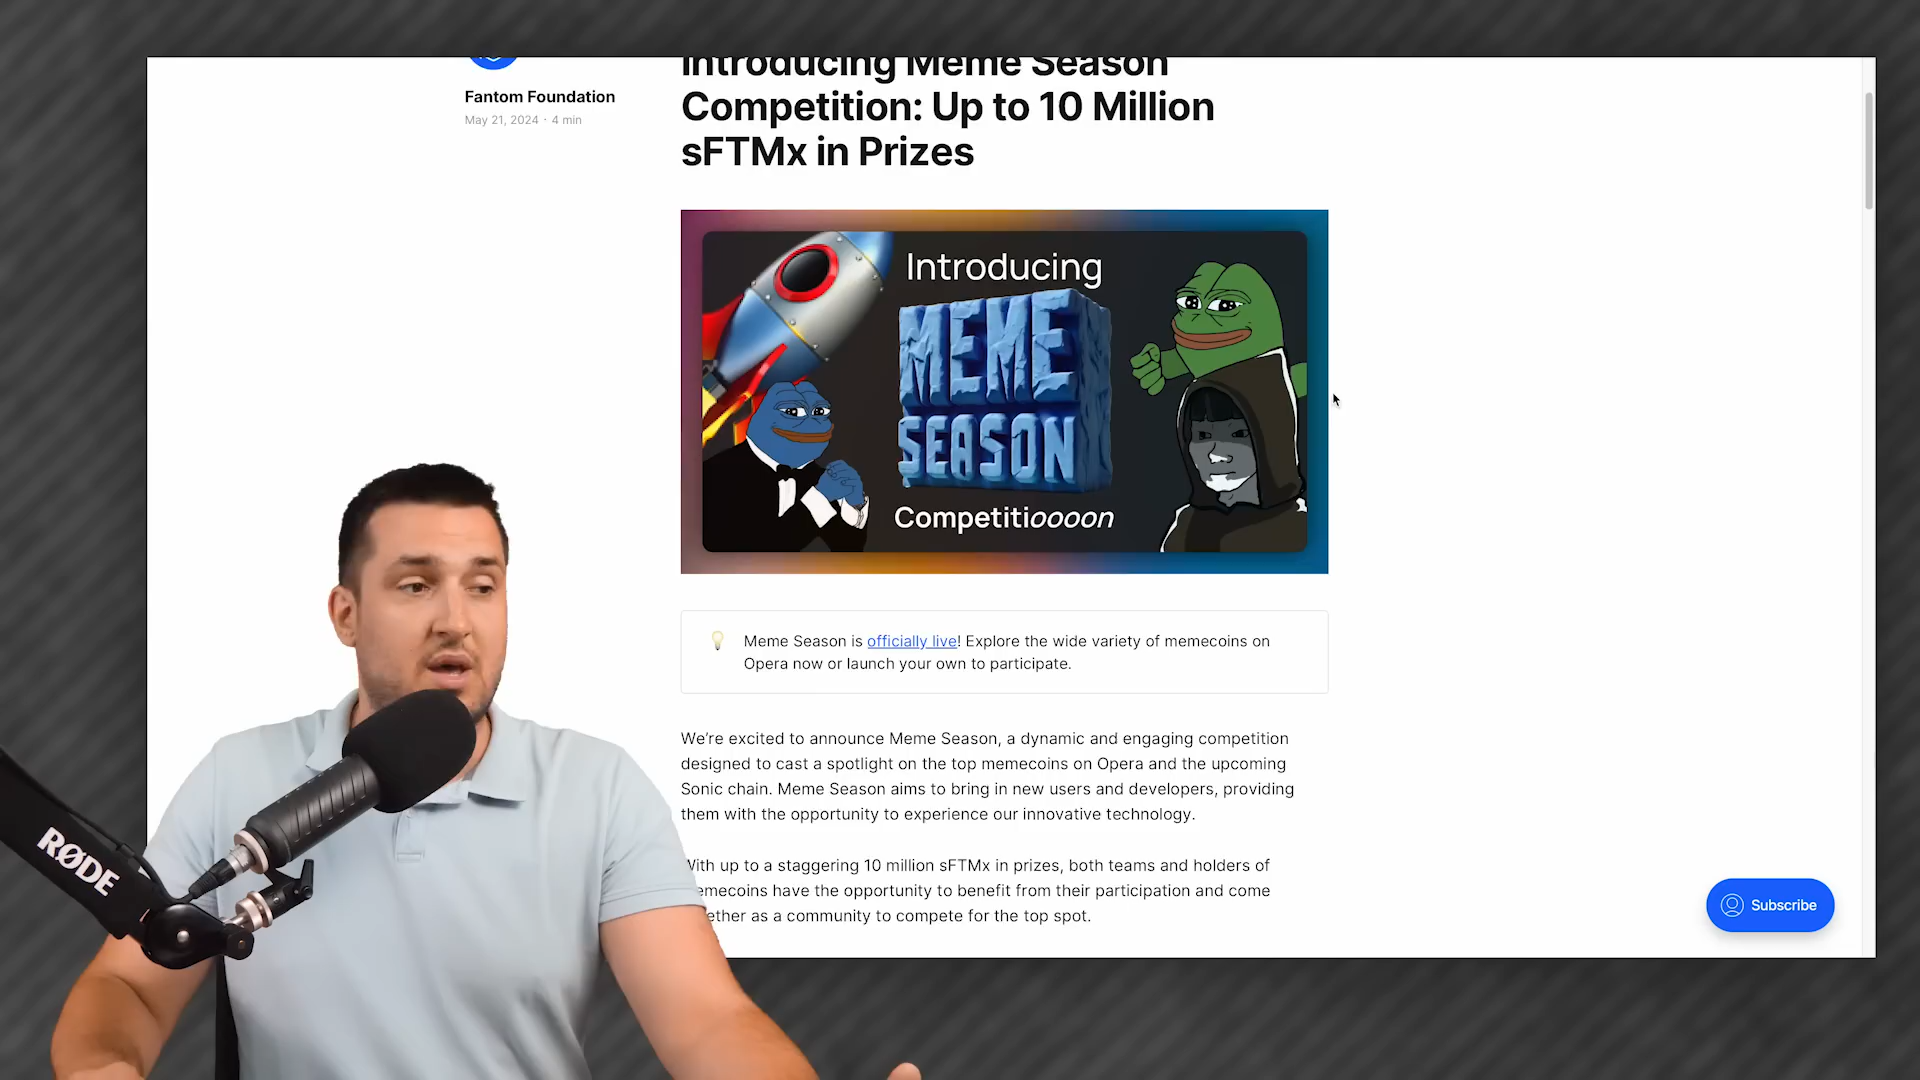 Introducing Meme Season
Competition: Up to 10 Million
sFTMx in Prizes
Fantom Foundation
May 21, 2024 · 4 min
Introducing
MEME
SEASON
Competitioooon
Meme Season is officially live! Explore the wide variety of memecoins on
Opera now or launch your own to participate.
We’re excited to announce Meme Season, a dynamic and engaging competition
designed to cast a spotlight on the top memecoins on Opera and the upcoming
Sonic chain. Meme Season aims to bring in new users and developers, providing
them with the opportunity to experience our innovative technology.
With up to a staggering 10 million sFTMx in prizes, both teams and holders of
memecoins have the opportunity to benefit from their participation and come
together as a community to compete for the top spot.
Subscribe
RØDE